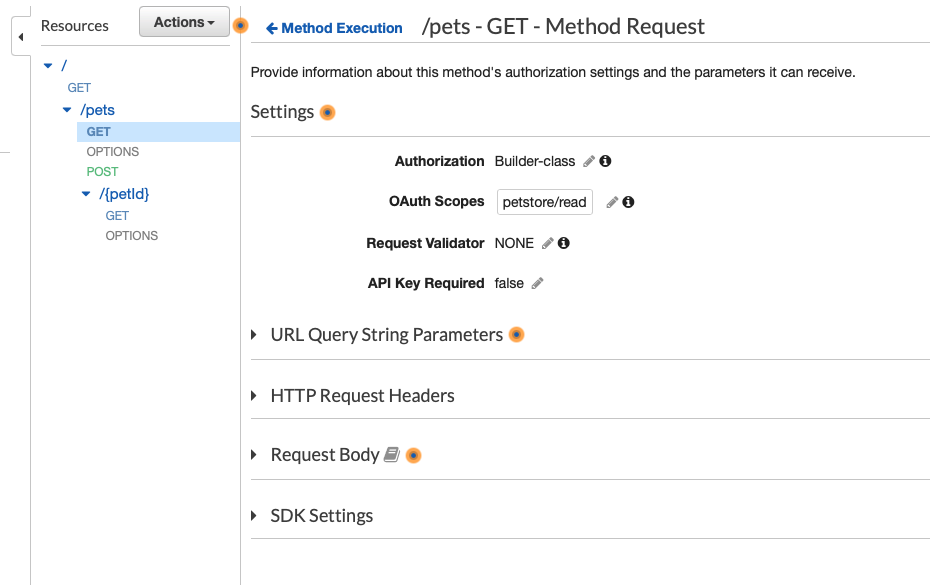 Resources
Actions
/
GET
/pets
GET
OPTIONS
POST
/{petId}
GET
OPTIONS
Method Execution /pets - GET - Method Request
Provide information about this method's authorization settings and the parameters it can receive.
Settings
Authorization Builder-class
OAuth Scopes petstore/read
Request Validator NONE
API Key Required false
URL Query String Parameters
HTTP Request Headers
Request Body
SDK Settings